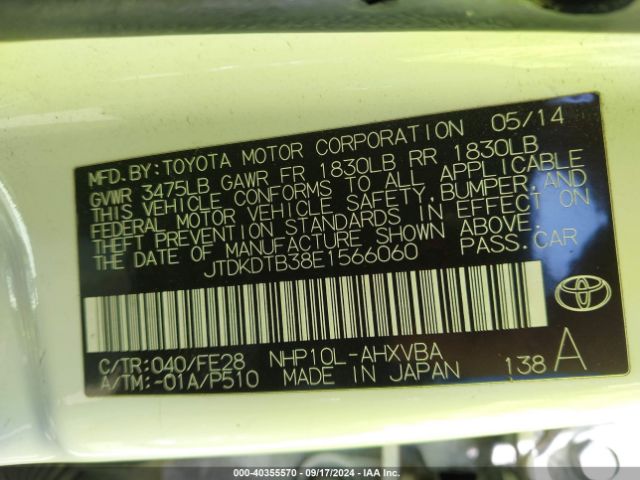 MFD.BY:TOYOTA MOTOR CORPORATION 05/14
GVWR 3475LB GAWR FR 1830LB RR 1830LB
THIS VEHICLE CONFORMS TO ALL APPLICABLE
FEDERAL MOTOR VEHICLE SAFETY,BUMPER,AND
THEFT PREVENTION STANDARDS IN EFFECT ON
THE DATE OF MANUFACTURE SHOWN ABOVE.
JTDKDTB38E1566060 PASS.CAR
C/TR:040/FE28 NHP10L-AHXVBA
A/TM:-01A/P510 MADE IN JAPAN 138 A
000-40355570 - 09/17/2024 - IAA Inc.